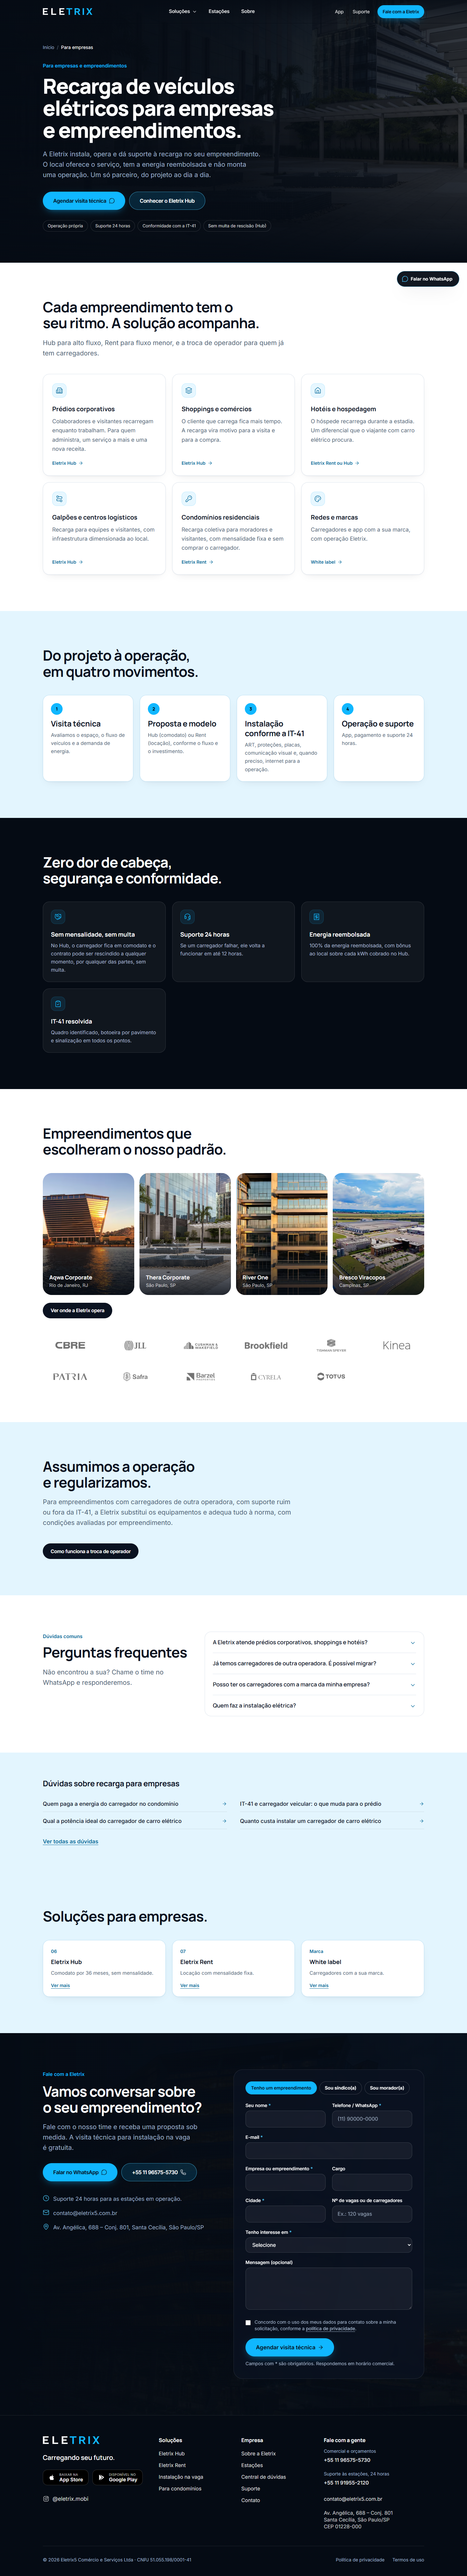 ELETRIX
Soluções
Estações
Sobre
App
Suporte
Fale com a Eletrix
Início / Para empresas
Para empresas e empreendimentos
Recarga de veículos
elétricos para empresas
e empreendimentos.
A Eletrix instala, opera e dá suporte à recarga no seu empreendimento.
O local oferece o serviço, tem a energia reembolsada e não monta
uma operação. Um só parceiro, do projeto ao dia a dia.
Agendar visita técnica
Conhecer o Eletrix Hub
Operação própria
Suporte 24 horas
Conformidade com a IT-41
Sem multa de rescisão (Hub)
Falar no WhatsApp
Cada empreendimento tem o
seu ritmo. A solução acompanha.
Hub para alto fluxo, Rent para fluxo menor, e a troca de operador para quem já
tem carregadores.
Prédios corporativos
Colaboradores e visitantes recarregam
enquanto trabalham. Para quem
administra, um serviço a mais e uma
nova receita.
Eletrix Hub →
Shoppings e comércios
O cliente que carrega fica mais tempo.
A recarga vira motivo para a visita e
para a compra.
Eletrix Hub →
Hotéis e hospedagem
O hóspede recarrega durante a estadia.
Um diferencial que o viajante com carro
elétrico procura.
Eletrix Rent ou Hub →
Galpões e centros logísticos
Recarga para equipes e visitantes, com
infraestrutura dimensionada ao local.
Eletrix Hub →
Condomínios residenciais
Recarga coletiva para moradores e
visitantes, com mensalidade fixa e sem
comprar o carregador.
Eletrix Rent →
Redes e marcas
Carregadores e app com a sua marca,
com operação Eletrix.
White label →
Do projeto à operação,
em quatro movimentos.
1
Visita técnica
Avaliamos o espaço, o fluxo de
veículos e a demanda de
energia.
2
Proposta e modelo
Hub (comodato) ou Rent
(locação), conforme o fluxo e
o investimento.
3
Instalação
conforme a IT-41
ART, proteções, placas,
comunicação visual e, quando
preciso, internet para a
operação.
4
Operação e suporte
App, pagamento e suporte 24
horas.
Zero dor de cabeça,
segurança e conformidade.
Sem mensalidade, sem multa
No Hub, o carregador fica em comodato e o
contrato pode ser rescindido a qualquer
momento, por qualquer das partes, sem
multa.
Suporte 24 horas
Se um carregador falhar, ele volta a
funcionar em até 12 horas.
Energia reembolsada
100% da energia reembolsada, com bônus
ao local sobre cada kWh cobrado no Hub.
IT-41 resolvida
Quadro identificado, botoeira por pavimento
e sinalização em todos os pontos.
Empreendimentos que
escolheram o nosso padrão.
Aqwa Corporate
Rio de Janeiro, RJ
Thera Corporate
São Paulo, SP
River One
São Paulo, SP
Bresco Viracopos
Campinas, SP
Ver onde a Eletrix opera
CBRE
JLL
CUSHMAN &
WAKEFIELD
Brookfield
TISHMAN SPEYER
Kinea
PATRIA
Safra
Barzel
CYRELA
TOTVS
Assumimos a operação
e regularizamos.
Para empreendimentos com carregadores de outra operadora, com suporte ruim
ou fora da IT-41, a Eletrix substitui os equipamentos e adequa tudo à norma, com
condições avaliadas por empreendimento.
Como funciona a troca de operador
Dúvidas comuns
Perguntas frequentes
Não encontrou a sua? Chame o time no
WhatsApp e responderemos.
A Eletrix atende prédios corporativos, shoppings e hotéis?
Já temos carregadores de outra operadora. É possível migrar?
Posso ter os carregadores com a marca da minha empresa?
Quem faz a instalação elétrica?
Dúvidas sobre recarga para empresas
Quem paga a energia do carregador no condomínio →
IT-41 e carregador veicular: o que muda para o prédio →
Qual a potência ideal do carregador de carro elétrico →
Quanto custa instalar um carregador de carro elétrico →
Ver todas as dúvidas
Soluções para empresas.
06
Eletrix Hub
Comodato por 36 meses, sem mensalidade.
Ver mais
07
Eletrix Rent
Locação com mensalidade fixa.
Ver mais
Marca
White label
Carregadores com a sua marca.
Ver mais
Fale com a Eletrix
Vamos conversar sobre
o seu empreendimento?
Fale com o nosso time e receba uma proposta sob
medida. A visita técnica para instalação na vaga
é gratuita.
Falar no WhatsApp
+55 11 96575-5730
Suporte 24 horas para as estações em operação.
contato@eletrix5.com.br
Av. Angélica, 688 – Conj. 801, Santa Cecília, São Paulo/SP
Tenho um empreendimento
Sou síndico(a)
Sou morador(a)
Seu nome *
Telefone / WhatsApp *
(11) 90000-0000
E-mail *
Empresa ou empreendimento *
Cargo
Cidade *
Nº de vagas ou de carregadores
Ex.: 120 vagas
Tenho interesse em *
Selecione
Mensagem (opcional)
Concordo com o uso dos meus dados para contato sobre a minha
solicitação, conforme a política de privacidade.
Agendar visita técnica →
Campos com * são obrigatórios. Respondemos em horário comercial.
ELETRIX
Carregando seu futuro.
BAIXAR NA
App Store
DISPONÍVEL NO
Google Play
@eletrix.mobi
Soluções
Eletrix Hub
Eletrix Rent
Instalação na vaga
Para condomínios
Empresa
Sobre a Eletrix
Estações
Central de dúvidas
Suporte
Contato
Fale com a gente
Comercial e orçamentos
+55 11 96575-5730
Suporte às estações, 24 horas
+55 11 91955-2120
contato@eletrix5.com.br
Av. Angélica, 688 – Conj. 801
Santa Cecília, São Paulo/SP
CEP 01228-000
© 2026 Eletrix5 Comércio e Serviços Ltda · CNPJ 51.055.198/0001-41
Política de privacidade
Termos de uso